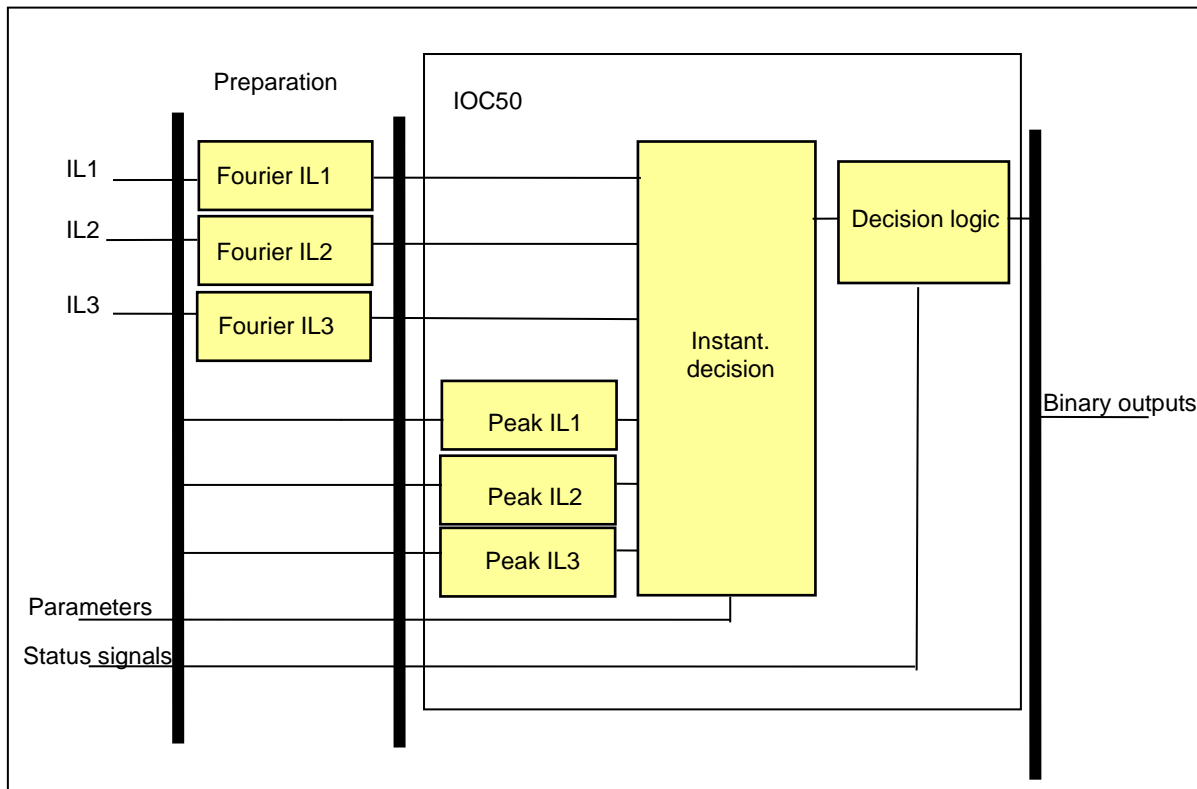 Preparation
IOC50
IL1
Fourier IL1
IL2
Fourier IL2
IL3
Fourier IL3
Instant.
decision
Decision logic
Peak IL1
Peak IL2
Peak IL3
Binary outputs
Parameters
Status signals